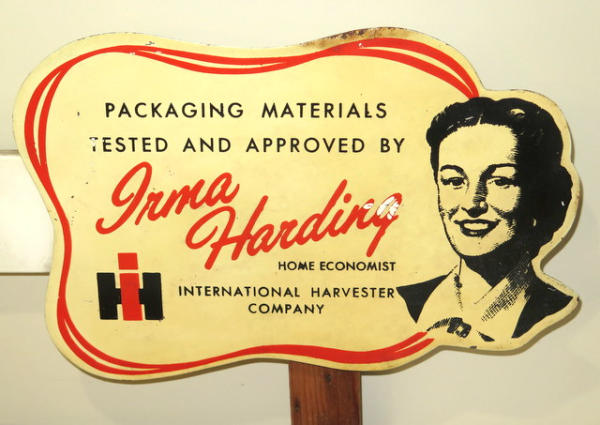 PACKAGING MATERIALS
TESTED AND APPROVED BY
Irma
Harding
HOME ECONOMIST
INTERNATIONAL HARVESTER
COMPANY
IH